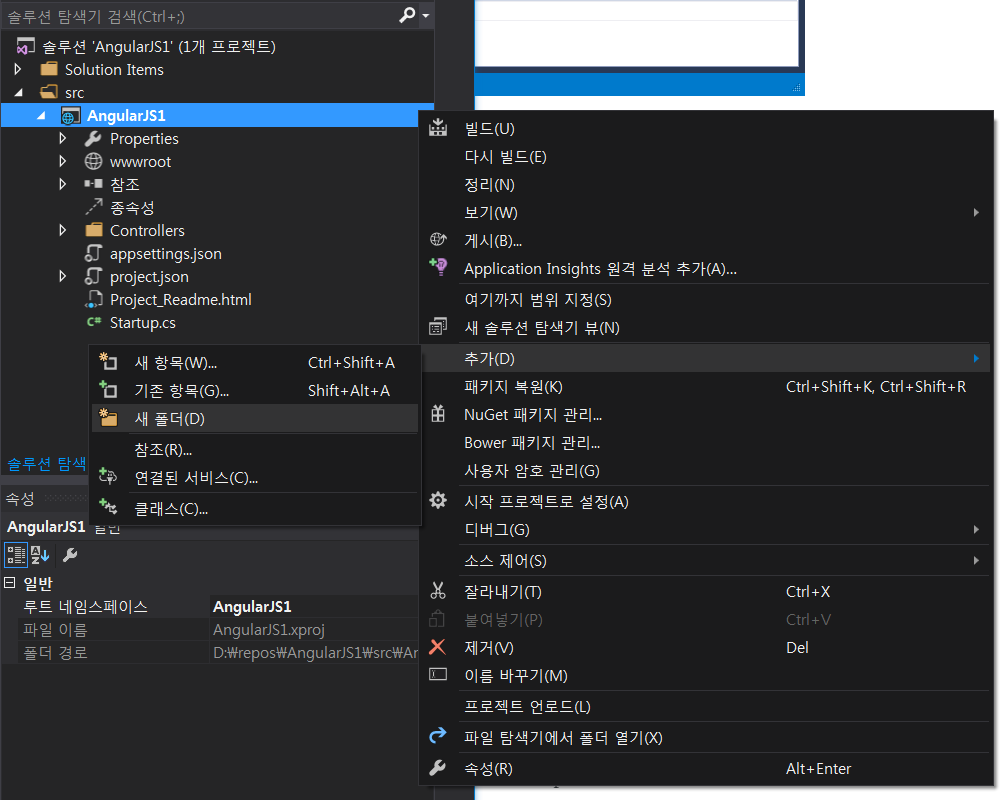 솔루션 탐색기 검색(Ctrl+;)
솔루션 'AngularJS1' (1개 프로젝트)
Solution Items
src
AngularJS1
Properties
wwwroot
참조
종속성
Controllers
appsettings.json
project.json
Project_Readme.html
Startup.cs
빌드(U)
다시 빌드(E)
정리(N)
보기(W)
게시(B)...
Application Insights 원격 분석 추가(A)...
여기까지 범위 지정(S)
새 솔루션 탐색기 뷰(N)
추가(D)
패키지 복원(K) Ctrl+Shift+K, Ctrl+Shift+R
NuGet 패키지 관리...
Bower 패키지 관리...
사용자 암호 관리(G)
시작 프로젝트로 설정(A)
디버그(G)
소스 제어(S)
잘라내기(T) Ctrl+X
붙여넣기(P) Ctrl+V
제거(V) Del
이름 바꾸기(M)
프로젝트 언로드(L)
파일 탐색기에서 폴더 열기(X)
속성(R) Alt+Enter
새 항목(W)... Ctrl+Shift+A
기존 항목(G)... Shift+Alt+A
새 폴더(D)
참조(R)...
연결된 서비스(C)...
클래스(C)...
솔루션 탐색
속성
AngularJS1
일반
루트 네임스페이스 AngularJS1
파일 이름 AngularJS1.xproj
폴더 경로 D:₩repos₩AngularJS1₩src₩Ar